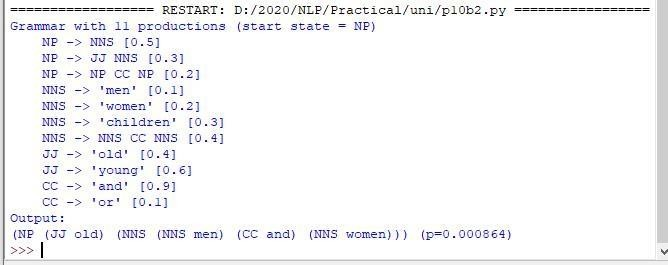 ================== RESTART: D:/2020/NLP/Practical/uni/p10b2.py =================
Grammar with 11 productions (start state = NP)
    NP -> NNS [0.5]
    NP -> JJ NNS [0.3]
    NP -> NP CC NP [0.2]
    NNS -> 'men' [0.1]
    NNS -> 'women' [0.2]
    NNS -> 'children' [0.3]
    NNS -> NNS CC NNS [0.4]
    JJ -> 'old' [0.4]
    JJ -> 'young' [0.6]
    CC -> 'and' [0.9]
    CC -> 'or' [0.1]
Output:
(NP (JJ old) (NNS (NNS men) (CC and) (NNS women))) (p=0.000864)
>>>